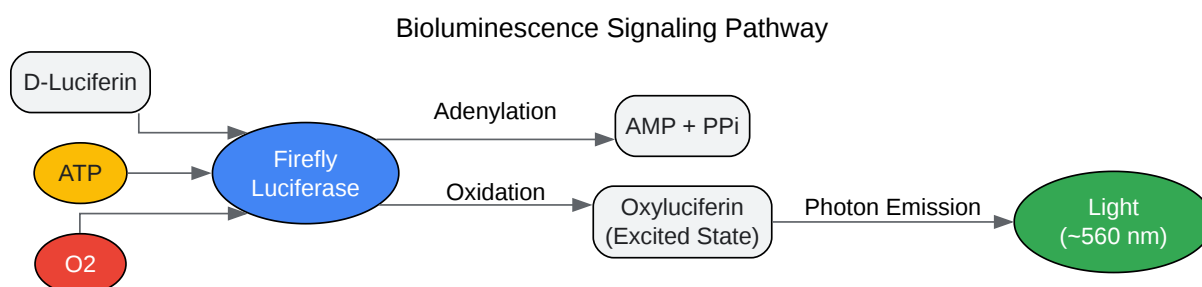 Bioluminescence Signaling Pathway
D-Luciferin
Adenylation
AMP + PPi
ATP
Firefly
Luciferase
Oxidation
Oxyluciferin
(Excited State)
Photon Emission
Light
(~560 nm)
O2